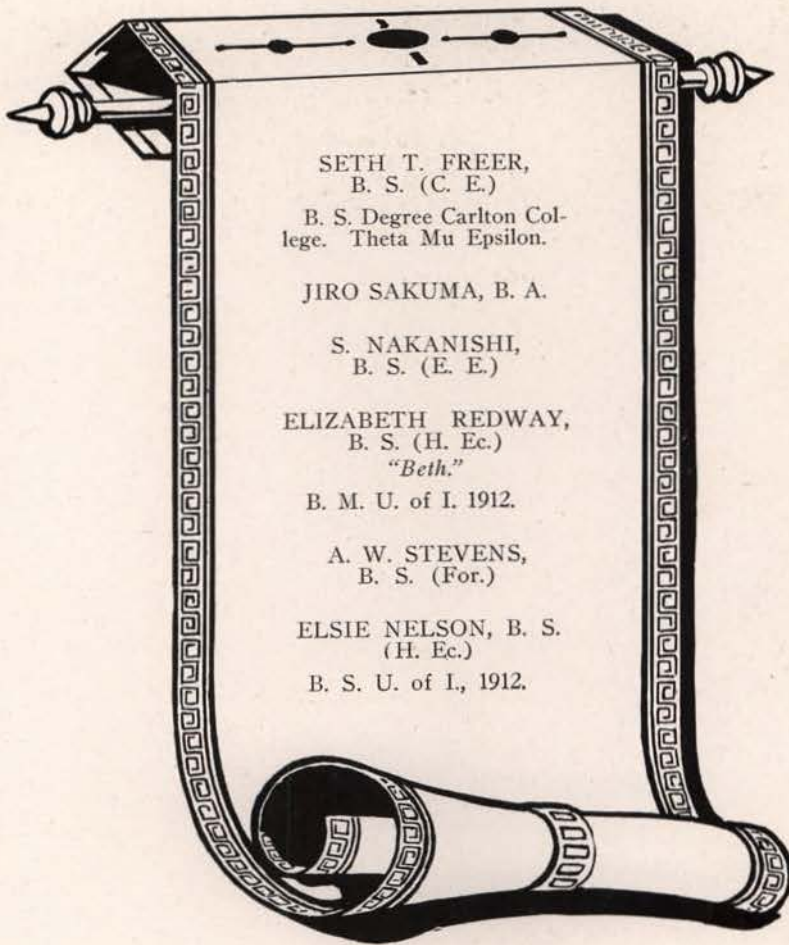 SETH T. FREER,
B. S. (C. E.)
B. S. Degree Carlton Col-
lege. Theta Mu Epsilon.
JIRO SAKUMA, B. A.
S. NAKANISHI,
B. S. (E. E.)
ELIZABETH REDWAY,
B. S. (H. Ec.)
“Beth.”
B. M. U. of I. 1912.
A. W. STEVENS,
B. S. (For.)
ELSIE NELSON, B. S.
(H. Ec.)
B. S. U. of I., 1912.